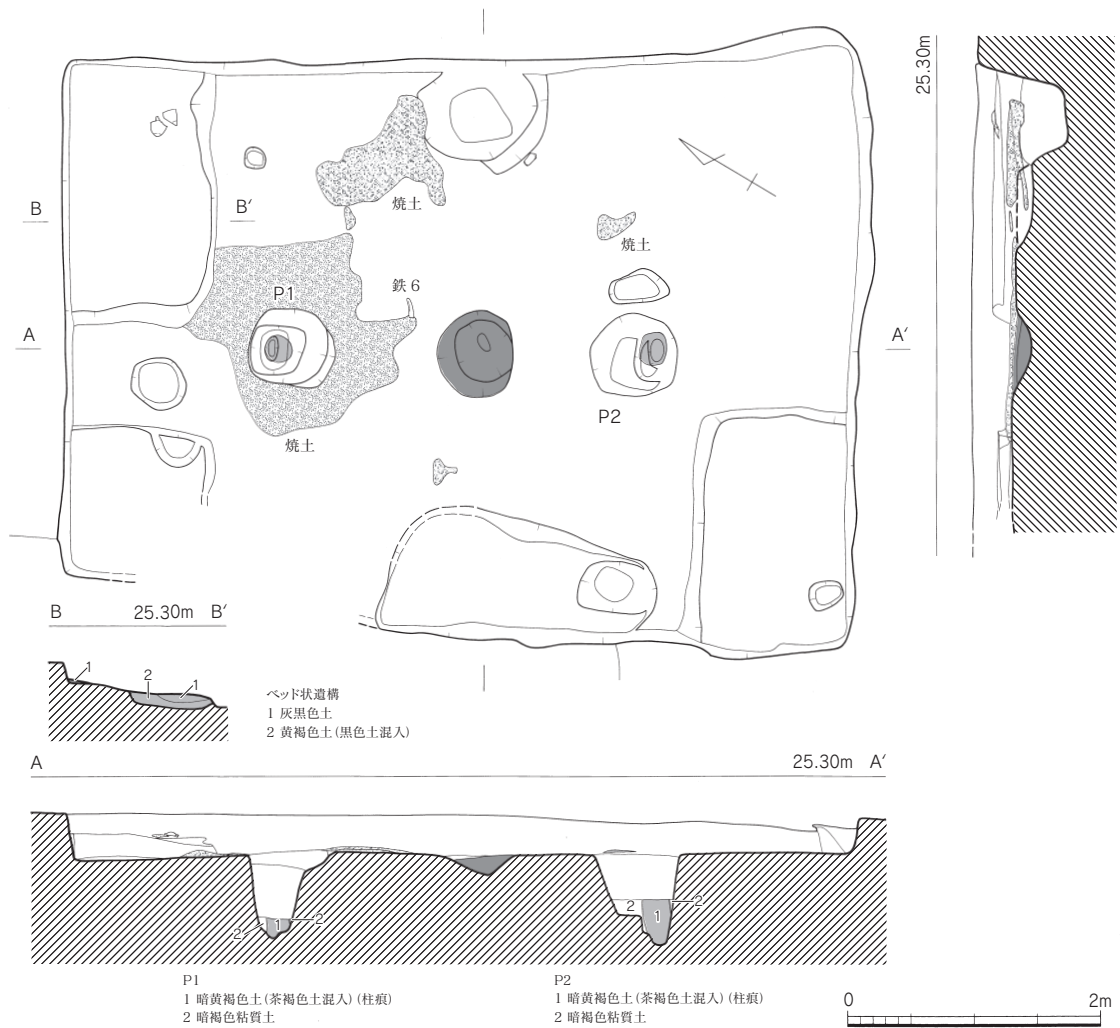 25.30m
焼土
B
B′
焼土
鉄 6
P1
A
A′
P2
焼土
B
25.30m
B′
1
2
1
ベッド状遺構
1 灰黒色土
2 黄褐色土(黒色土混入)
A
25.30m
A′
2
1
2
2
1
2
P1
1 暗黄褐色土(茶褐色土混入)(柱痕)
2 暗褐色粘質土
P2
1 暗黄褐色土(茶褐色土混入)(柱痕)
2 暗褐色粘質土
0
2m